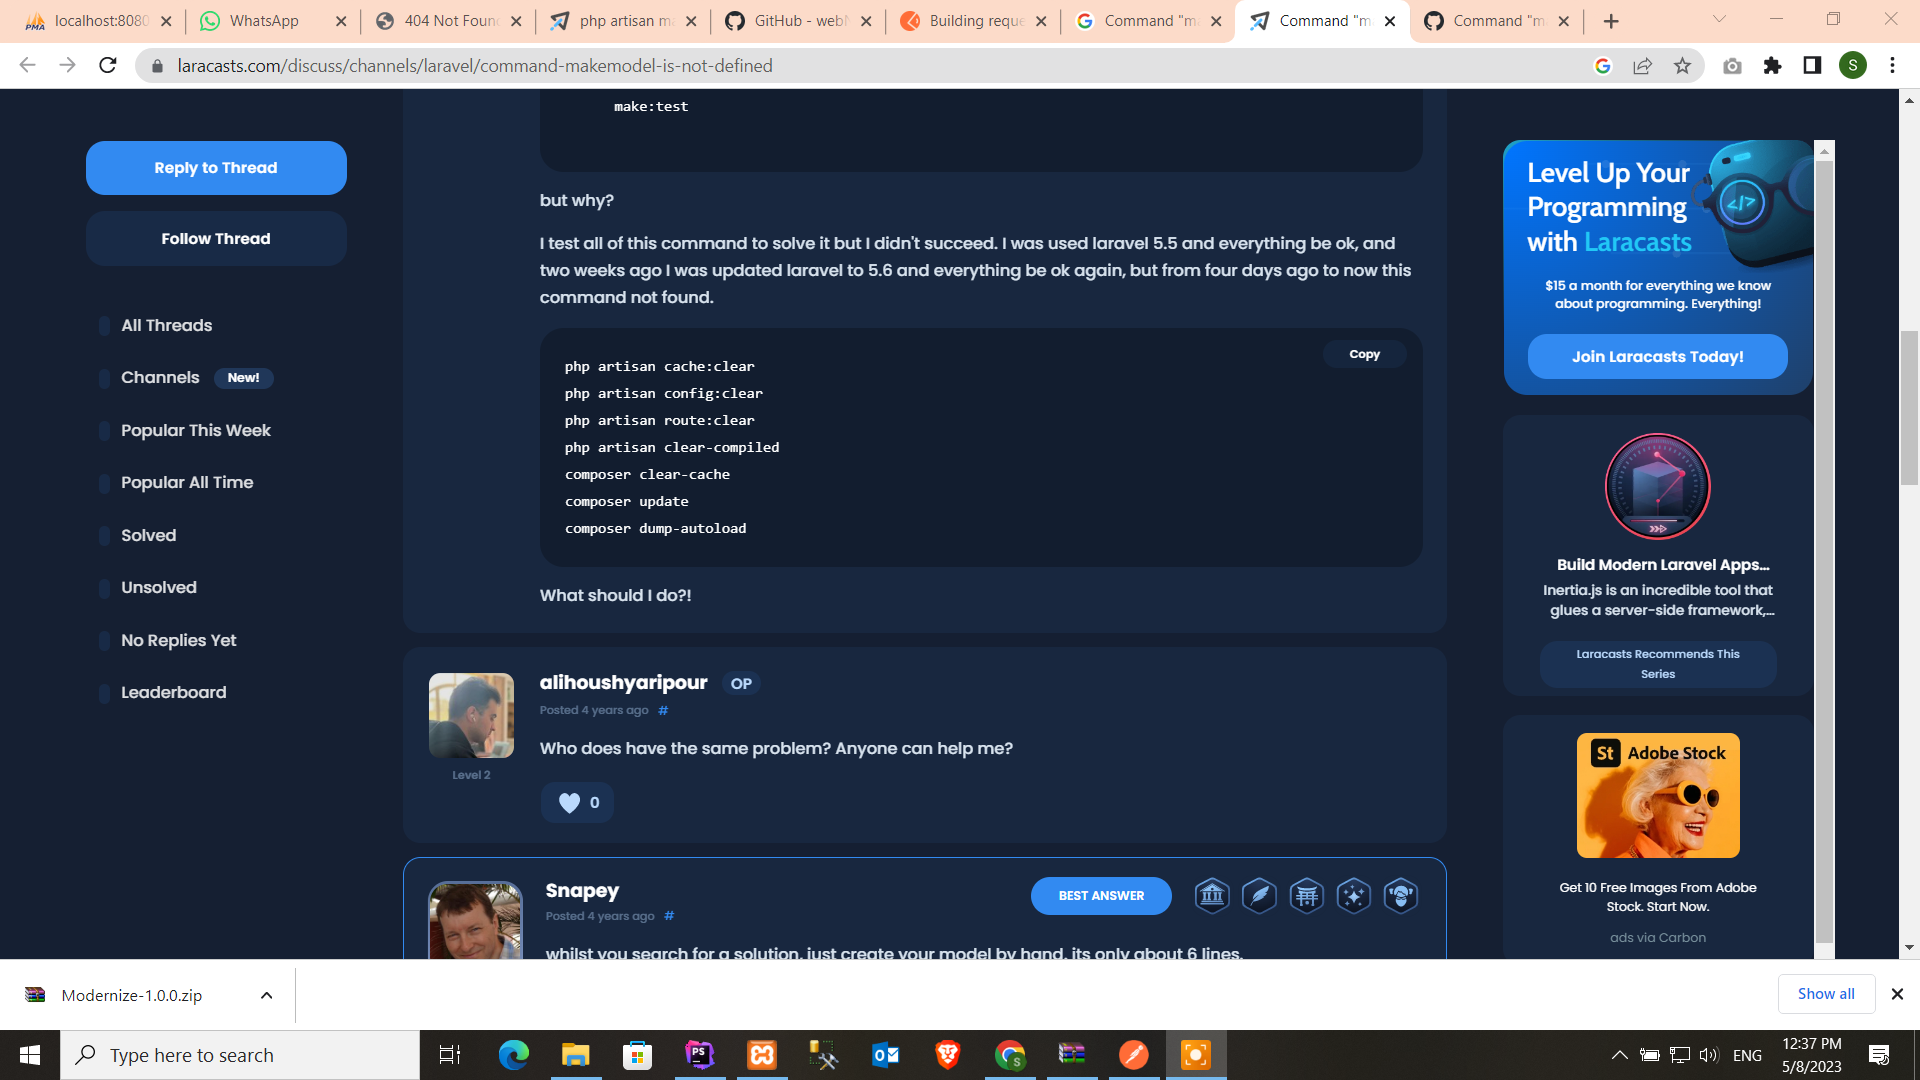 localhost:8080
WhatsApp
404 Not Foun
php artisan ma
GitHub - webN
Building reque
Command "m
Command "m
Command "m
laracasts.com/discuss/channels/laravel/command-makemodel-is-not-defined
S
Reply to Thread
Follow Thread
All Threads
Channels New!
Popular This Week
Popular All Time
Solved
Unsolved
No Replies Yet
Leaderboard
make:test
but why?
I test all of this command to solve it but I didn't succeed. I was used laravel 5.5 and everything be ok, and
two weeks ago I was updated laravel to 5.6 and everything be ok again, but from four days ago to now this
command not found.
Copy
php artisan cache:clear
php artisan config:clear
php artisan route:clear
php artisan clear-compiled
composer clear-cache
composer update
composer dump-autoload
What should I do?!
alihoushyaripour OP
Posted 4 years ago #
Who does have the same problem? Anyone can help me?
Level 2
0
Snapey
BEST ANSWER
Posted 4 years ago #
whilst you search for a solution, just create your model by hand, its only about 6 lines.
Level Up Your
Programming
with Laracasts
$15 a month for everything we know
about programming. Everything!
Join Laracasts Today!
Build Modern Laravel Apps...
Inertia.js is an incredible tool that
glues a server-side framework,...
Laracasts Recommends This
Series
St Adobe Stock
Get 10 Free Images From Adobe
Stock. Start Now.
ads via Carbon
Modernize-1.0.0.zip
Show all
Type here to search
ENG
12:37 PM
5/8/2023